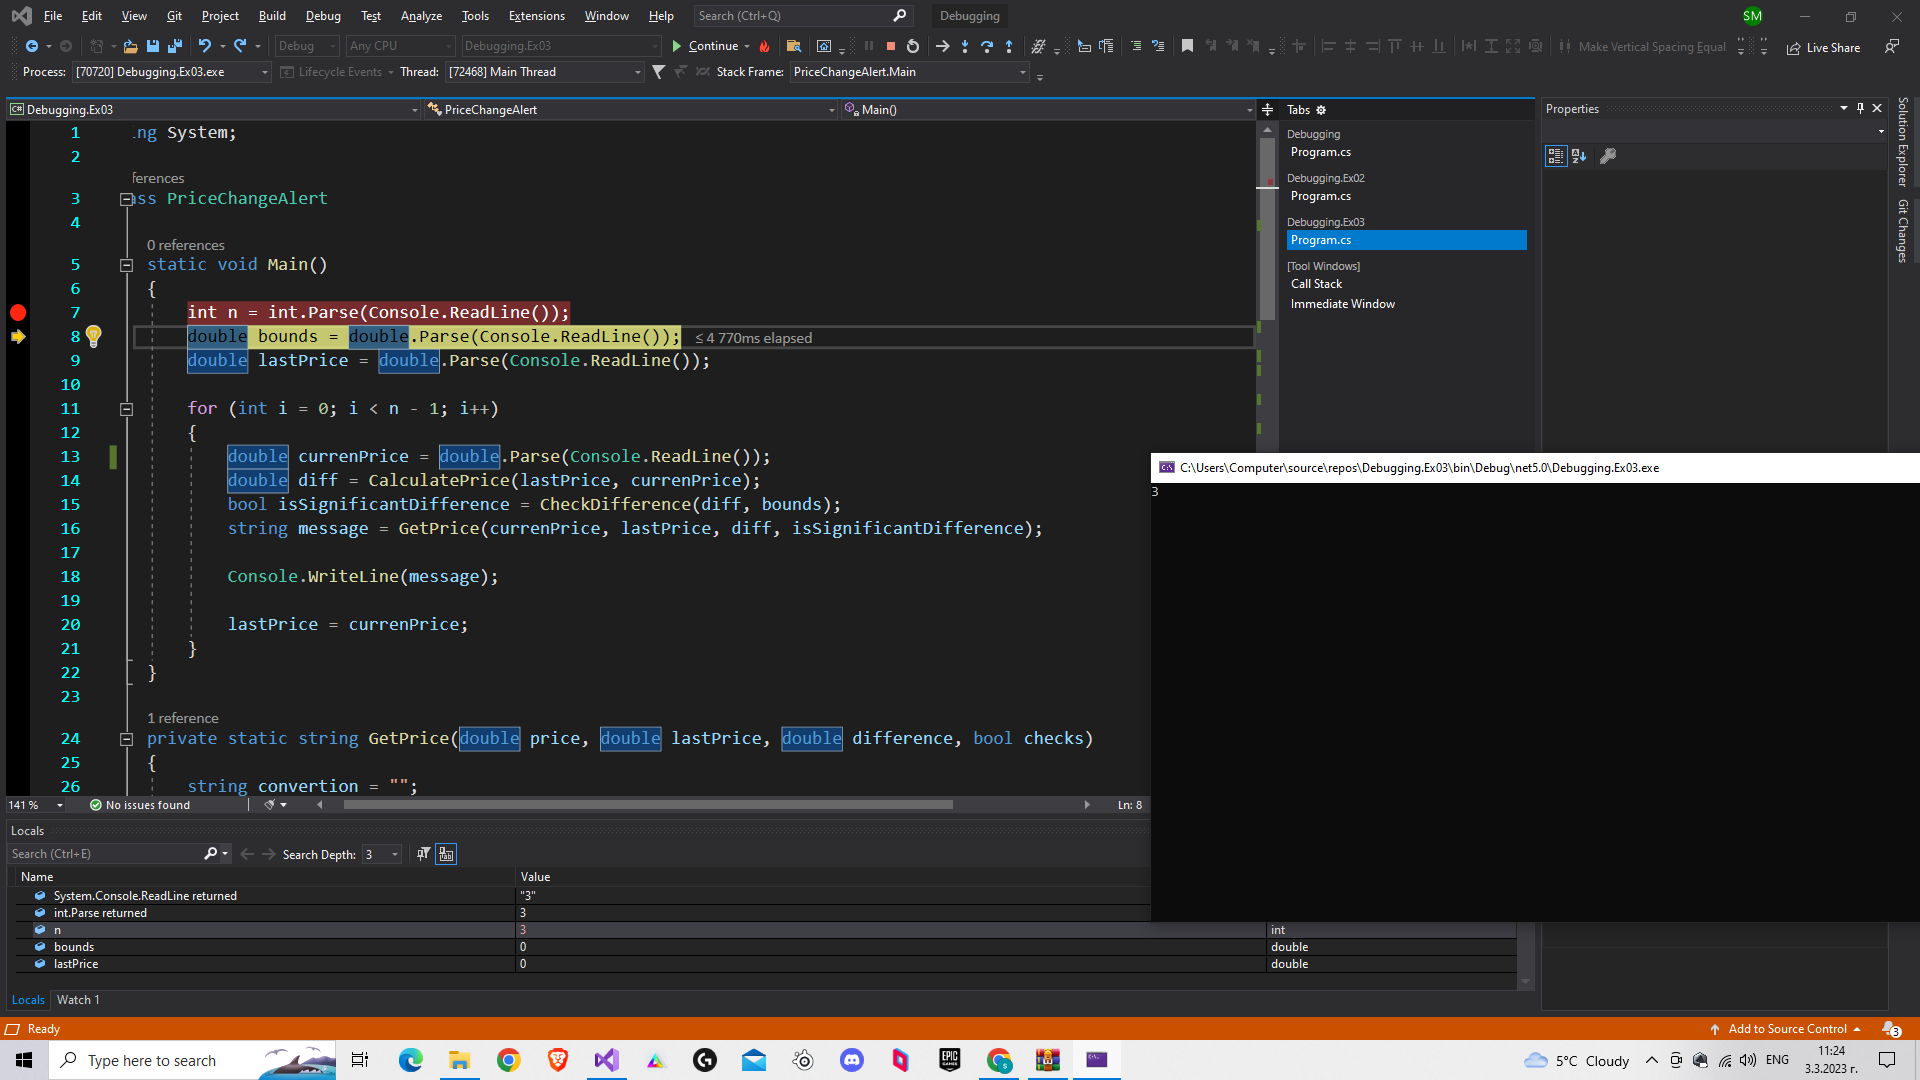 File Edit View Git Project Build Debug Test Analyze Tools Extensions Window Help Search (Ctrl+Q) Debugging SM
Debug Any CPU Debugging.Ex03 Continue Make Vertical Spacing Equal Live Share
Process: [70720] Debugging.Ex03.exe Lifecycle Events Thread: [72468] Main Thread Stack Frame: PriceChangeAlert.Main
Debugging.Ex03 PriceChangeAlert Main()
1 ng System;
2
ferences
3 ass PriceChangeAlert
4
0 references
5 static void Main()
6 {
7 int n = int.Parse(Console.ReadLine());
8 double bounds = double.Parse(Console.ReadLine()); ≤ 4 770ms elapsed
9 double lastPrice = double.Parse(Console.ReadLine());
10
11 for (int i = 0; i < n - 1; i++)
12 {
13 double currenPrice = double.Parse(Console.ReadLine());
14 double diff = CalculatePrice(lastPrice, currenPrice);
15 bool isSignificantDifference = CheckDifference(diff, bounds);
16 string message = GetPrice(currenPrice, lastPrice, diff, isSignificantDifference);
17
18 Console.WriteLine(message);
19
20 lastPrice = currenPrice;
21 }
22 }
23
1 reference
24 private static string GetPrice(double price, double lastPrice, double difference, bool checks)
25 {
26 string convertion = "";
141 % No issues found Ln: 8
Tabs
Debugging
Program.cs
Debugging.Ex02
Program.cs
Debugging.Ex03
Program.cs
[Tool Windows]
Call Stack
Immediate Window
Properties
Solution Explorer
Git Changes
C:\Users\Computer\source\repos\Debugging.Ex03\bin\Debug\net5.0\Debugging.Ex03.exe
3
Locals
Search (Ctrl+E) Search Depth: 3
Name Value
System.Console.ReadLine returned "3"
int.Parse returned 3
n 3 int
bounds 0 double
lastPrice 0 double
Locals Watch 1
Ready Add to Source Control 3
Type here to search 5°C Cloudy ENG 11:24
3.3.2023 г.
EPIC GAMES